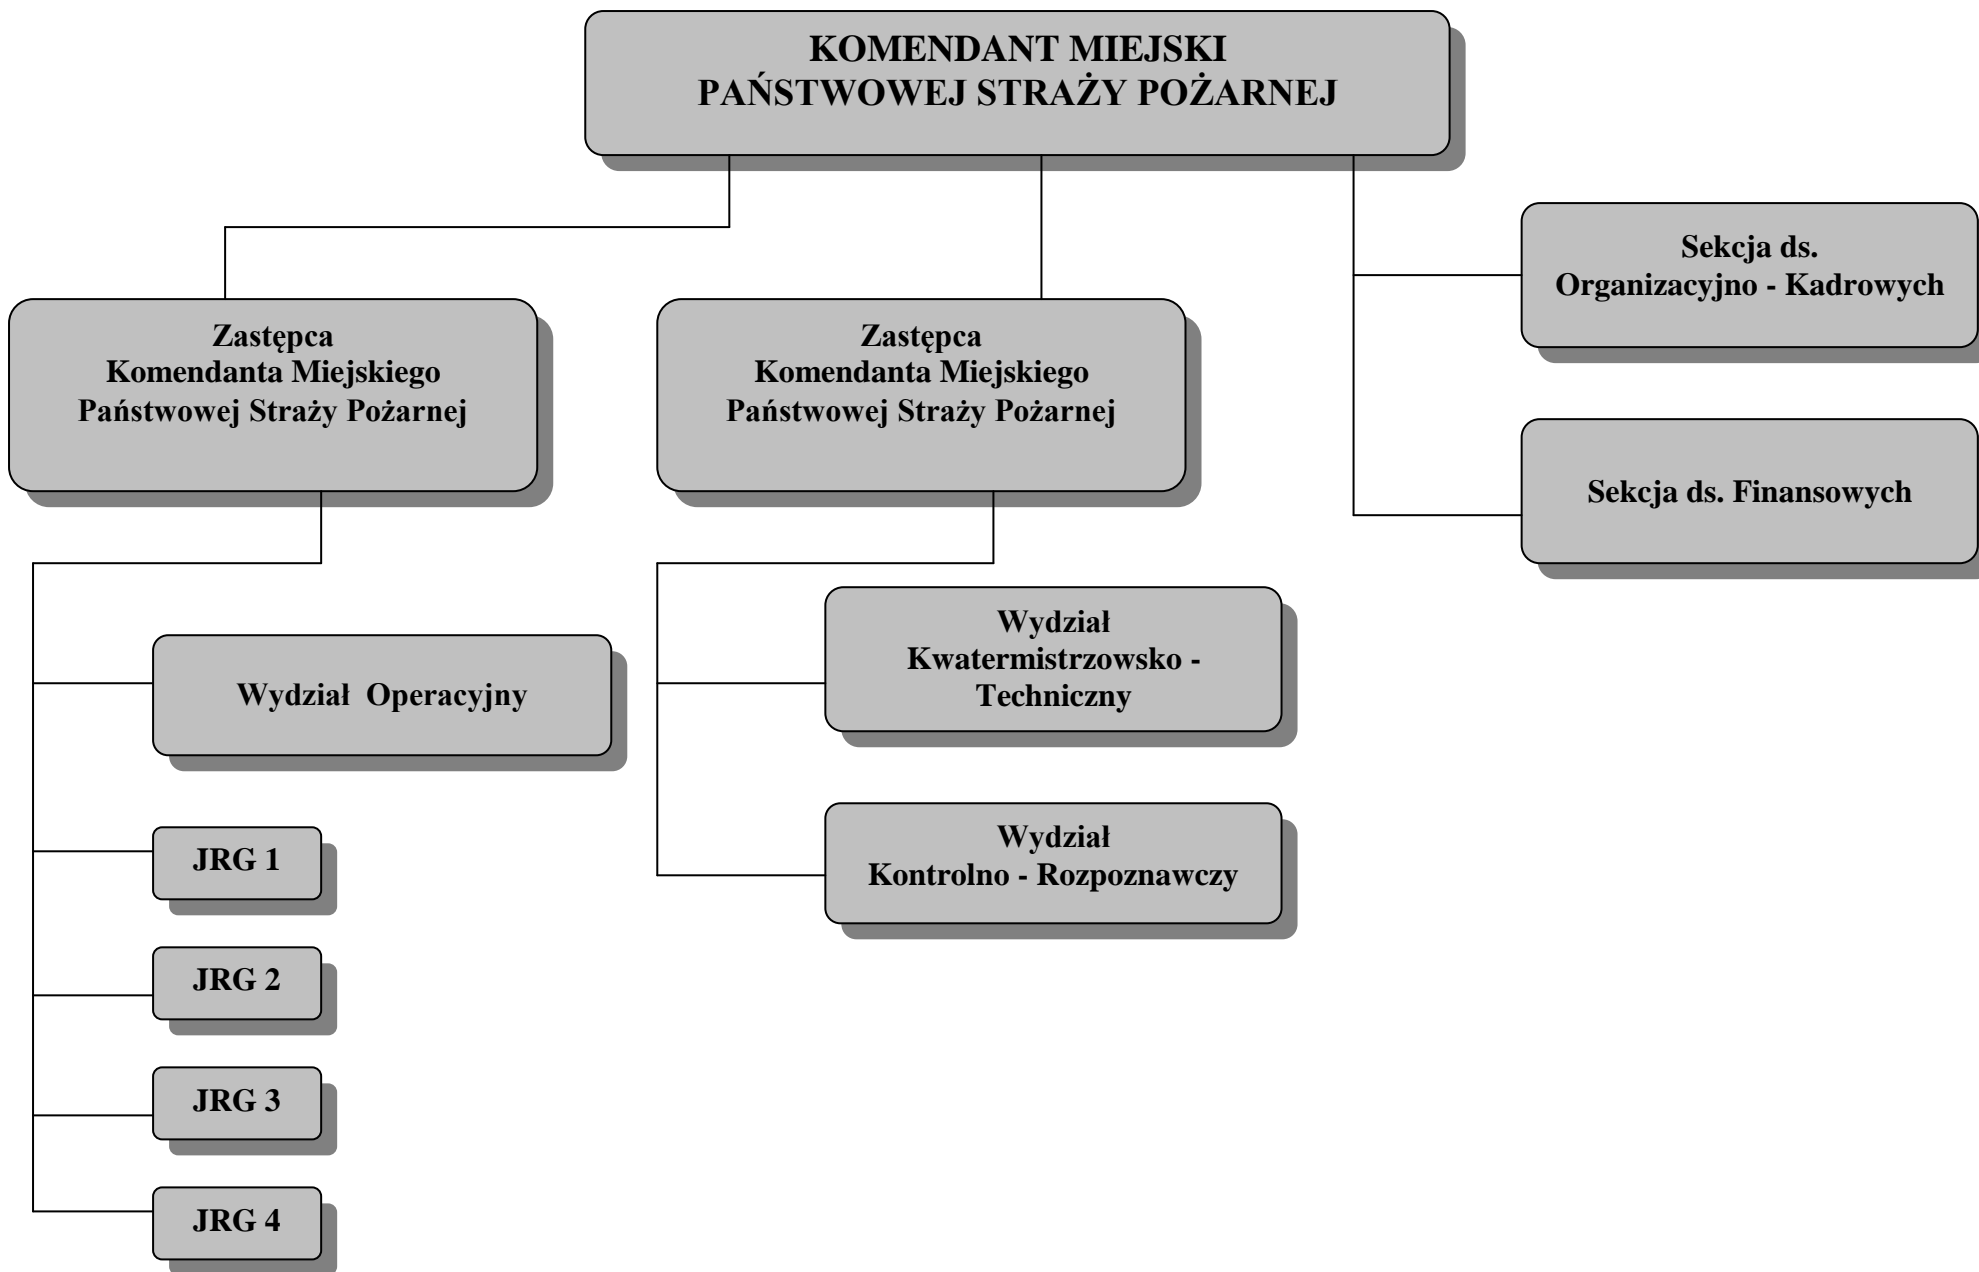 KOMENDANT MIEJSKI
PAŃSTWOWEJ STRAŻY POŻARNEJ
Sekcja ds.
Organizacyjno - Kadrowych
Zastępca
Komendanta Miejskiego
Państwowej Straży Pożarnej
Zastępca
Komendanta Miejskiego
Państwowej Straży Pożarnej
Sekcja ds. Finansowych
Wydział Operacyjny
JRG 1
JRG 2
JRG 3
JRG 4
Wydział
Kwatermistrzowsko -
Techniczny
Wydział
Kontrolno - Rozpoznawczy